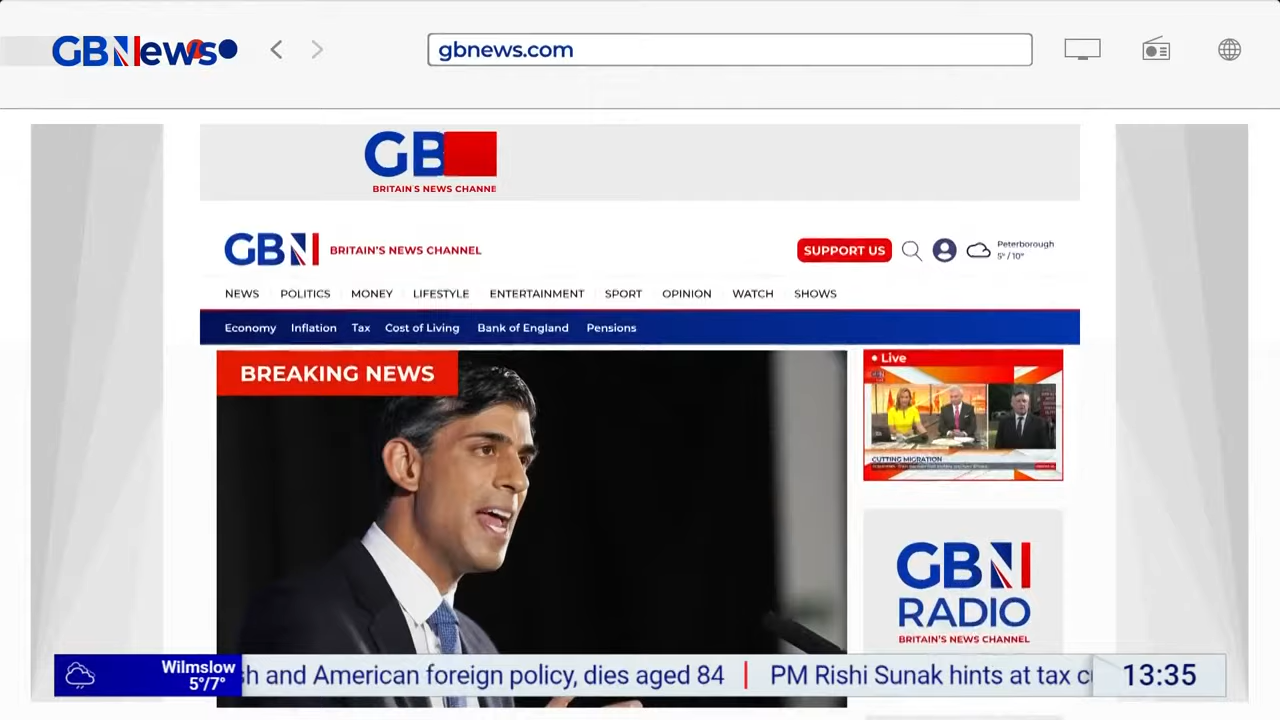 GBNews
gbnews.com
GB
BRITAIN'S NEWS CHANNE
GBN BRITAIN'S NEWS CHANNEL
SUPPORT US
Peterborough
5° / 10°
NEWS POLITICS MONEY LIFESTYLE ENTERTAINMENT SPORT OPINION WATCH SHOWS
Economy Inflation Tax Cost of Living Bank of England Pensions
BREAKING NEWS
Live
CUTTING MIGRATION
GBN
RADIO
BRITAIN'S NEWS CHANNEL
Wilmslow
5°/7°
h and American foreign policy, dies aged 84 | PM Rishi Sunak hints at tax c
13:35